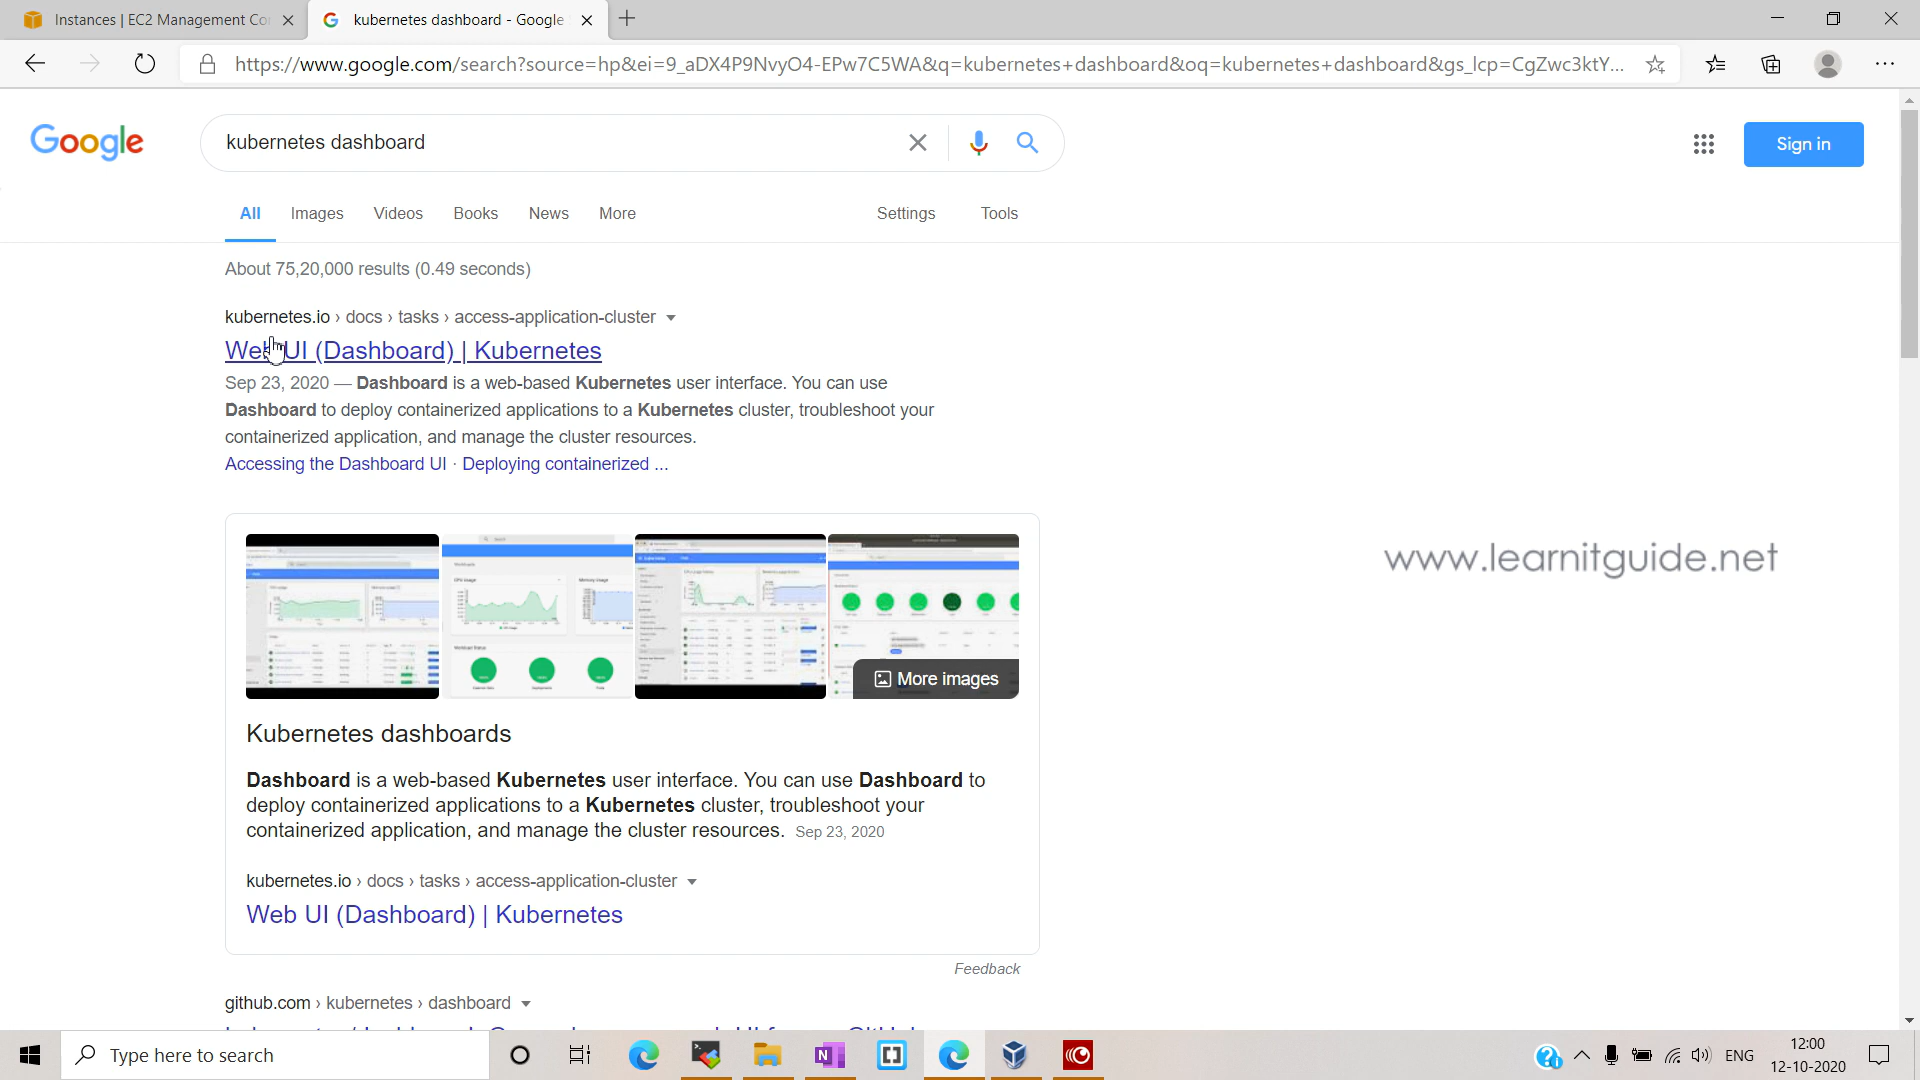 Instances | EC2 Management Co
kubernetes dashboard - Google
https://www.google.com/search?source=hp&ei=9_aDX4P9NvyO4-EPw7C5WA&q=kubernetes+dashboard&oq=kubernetes+dashboard&gs_lcp=CgZwc3ktY...
Google
kubernetes dashboard
Sign in
All Images Videos Books News More Settings Tools
About 75,20,000 results (0.49 seconds)
kubernetes.io › docs › tasks › access-application-cluster
Web UI (Dashboard) | Kubernetes
Sep 23, 2020 — Dashboard is a web-based Kubernetes user interface. You can use
Dashboard to deploy containerized applications to a Kubernetes cluster, troubleshoot your
containerized application, and manage the cluster resources.
Accessing the Dashboard UI · Deploying containerized ...
www.learnitguide.net
More images
Kubernetes dashboards
Dashboard is a web-based Kubernetes user interface. You can use Dashboard to
deploy containerized applications to a Kubernetes cluster, troubleshoot your
containerized application, and manage the cluster resources. Sep 23, 2020
kubernetes.io › docs › tasks › access-application-cluster
Web UI (Dashboard) | Kubernetes
Feedback
github.com › kubernetes › dashboard
Type here to search
ENG
12:00
12-10-2020